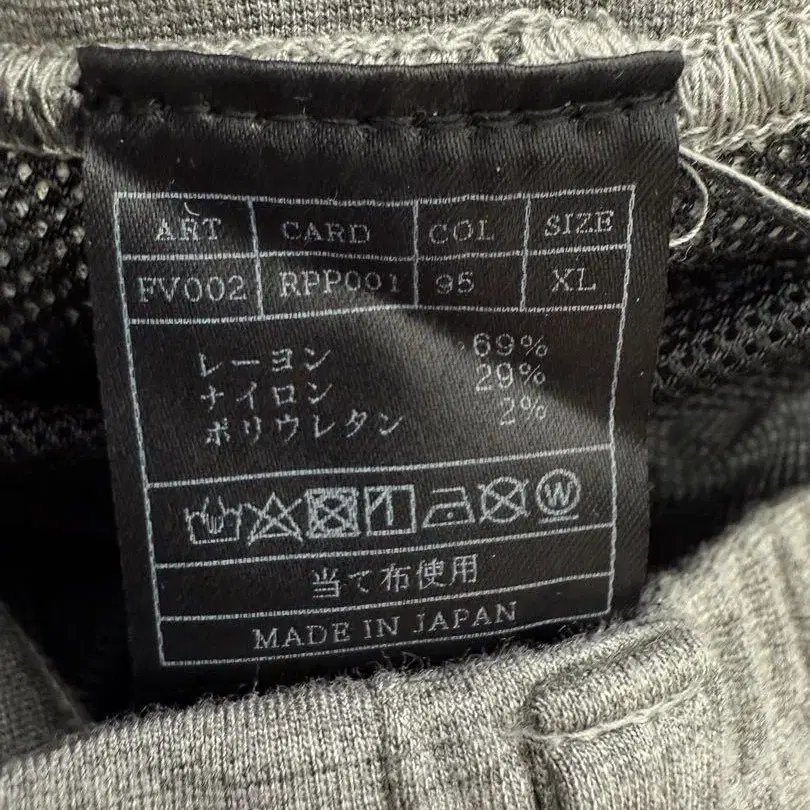 ART CARD COL SIZE
FV002 RPP001 95 XL
レーヨン 69%
ナイロン 29%
ポリウレタン 2%
W
当て布使用
MADE IN JAPAN